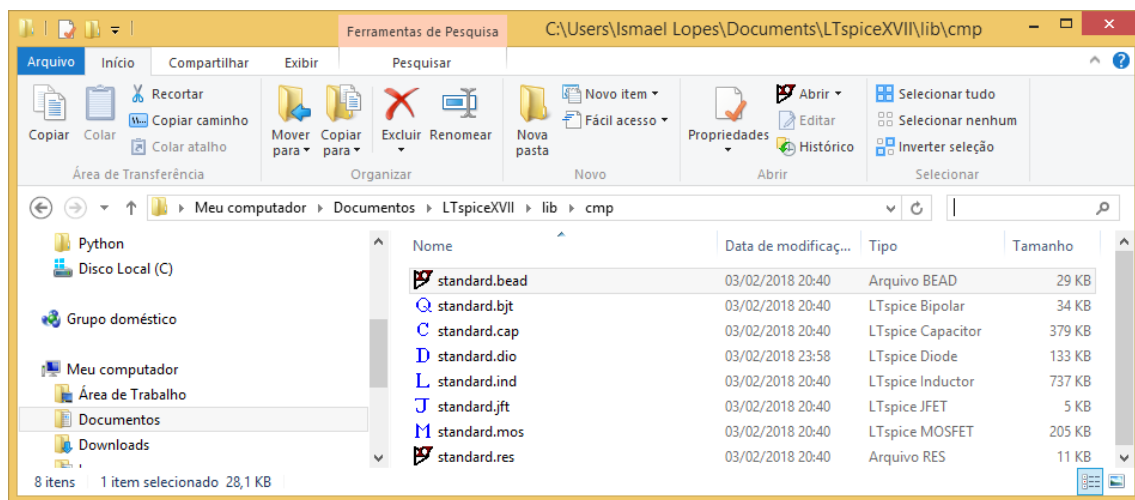 Ferramentas de Pesquisa
C:\Users\Ismael Lopes\Documents\LTspiceXVII\lib\cmp
Arquivo Início Compartilhar Exibir Pesquisar
Copiar
Colar
Recortar
Copiar caminho
Colar atalho
Área de Transferência
Mover para
Copiar para
Excluir
Renomear
Organizar
Nova pasta
Novo item
Fácil acesso
Novo
Propriedades
Abrir
Editar
Histórico
Abrir
Selecionar tudo
Selecionar nenhum
Inverter seleção
Selecionar
Meu computador Documentos LTspiceXVII lib cmp
Python
Disco Local (C)
Grupo doméstico
Meu computador
Área de Trabalho
Documentos
Downloads
Nome Data de modificaç... Tipo Tamanho
standard.bead 03/02/2018 20:40 Arquivo BEAD 29 KB
standard.bjt 03/02/2018 20:40 LTspice Bipolar 34 KB
standard.cap 03/02/2018 20:40 LTspice Capacitor 379 KB
standard.dio 03/02/2018 23:58 LTspice Diode 133 KB
standard.ind 03/02/2018 20:40 LTspice Inductor 737 KB
standard.jft 03/02/2018 20:40 LTspice JFET 5 KB
standard.mos 03/02/2018 20:40 LTspice MOSFET 205 KB
standard.res 03/02/2018 20:40 Arquivo RES 11 KB
8 itens 1 item selecionado 28,1 KB